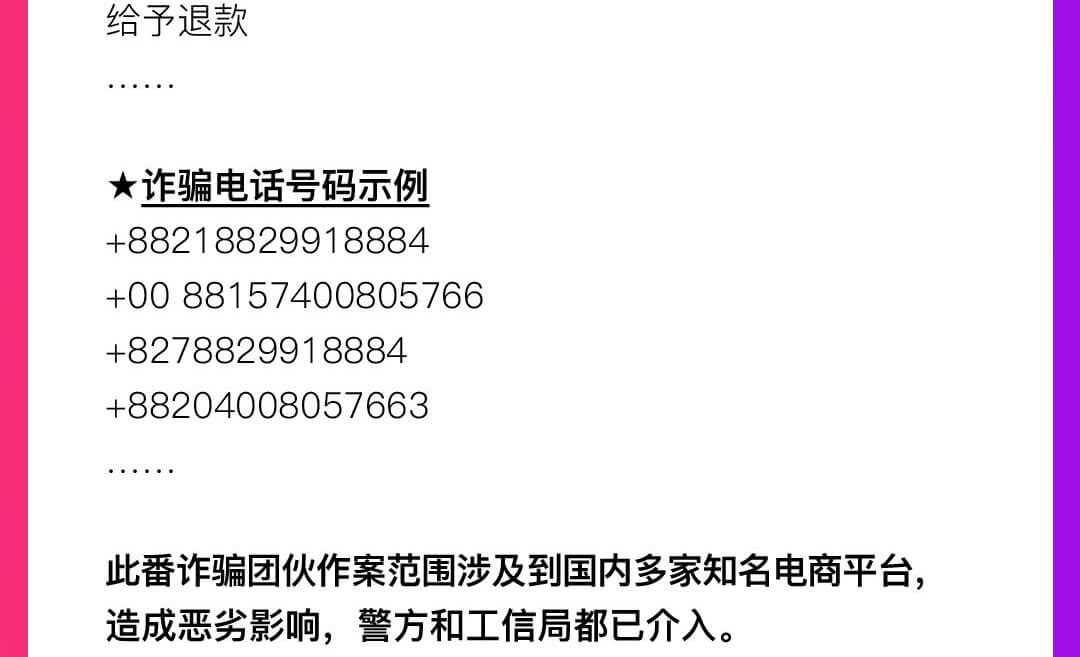 给予退款
······
★诈骗电话号码示例
+88218829918884
+00 88157400805766
+82788829918884
+88204008057663
······
此番诈骗团伙作案范围涉及到国内多家知名电商平台，
造成恶劣影响，警方和工信局都已介入。